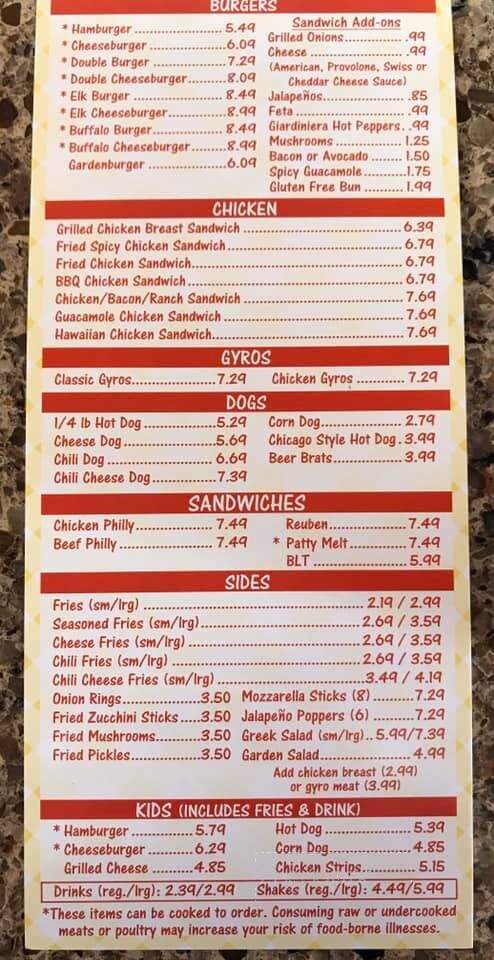 BURGERS
* Hamburger ........ 5.49
* Cheeseburger ........ 6.09
* Double Burger ........ 7.29
* Double Cheeseburger ........ 8.09
* Elk Burger ........ 8.49
* Elk Cheeseburger ........ 8.99
* Buffalo Burger ........ 8.49
* Buffalo Cheeseburger ........ 8.99
Gardenburger ........ 6.09
Sandwich Add-ons
Grilled Onions ........ .99
Cheese ........ .99
(American, Provolone, Swiss or
Cheddar Cheese Sauce)
Jalapeños ........ .85
Feta ........ .99
Giardiniera Hot Peppers..99
Mushrooms ........ 1.25
Bacon or Avocado ........ 1.50
Spicy Guacamole ........ 1.75
Gluten Free Bun ........ 1.99
CHICKEN
Grilled Chicken Breast Sandwich ........ 6.39
Fried Spicy Chicken Sandwich ........ 6.79
Fried Chicken Sandwich ........ 6.79
BBQ Chicken Sandwich ........ 6.79
Chicken/Bacon/Ranch Sandwich ........ 7.69
Guacamole Chicken Sandwich ........ 7.69
Hawaiian Chicken Sandwich ........ 7.69
GYROS
Classic Gyros ........ 7.29 Chicken Gyros ........ 7.29
DOGS
1/4 lb Hot Dog ........ 5.29
Cheese Dog ........ 5.69
Chili Dog ........ 6.69
Chili Cheese Dog ........ 7.39
Corn Dog ........ 2.79
Chicago Style Hot Dog . 3.99
Beer Brats ........ 3.99
SANDWICHES
Chicken Philly ........ 7.49
Beef Philly ........ 7.49
Reuben ........ 7.49
* Patty Melt ........ 7.49
BLT ........ 5.99
SIDES
Fries (sm/lrg) ........ 2.19 / 2.99
Seasoned Fries (sm/lrg) ........ 2.69 / 3.59
Cheese Fries (sm/lrg) ........ 2.69 / 3.59
Chili Fries (sm/lrg) ........ 2.69 / 3.59
Chili Cheese Fries (sm/lrg) ........ 3.49 / 4.19
Onion Rings ........ 3.50
Fried Zucchini Sticks ..... 3.50
Fried Mushrooms ........ 3.50
Fried Pickles ........ 3.50
Mozzarella Sticks (8) ........ 7.29
Jalapeño Poppers (6) ........ 7.29
Greek Salad (sm/lrg)..5.99/7.39
Garden Salad ........ 4.99
Add chicken breast (2.99)
or gyro meat (3.99)
KIDS (INCLUDES FRIES & DRINK)
* Hamburger ........ 5.79
* Cheeseburger ........ 6.29
Grilled Cheese ........ 4.85
Hot Dog ........ 5.39
Corn Dog ........ 4.85
Chicken Strips ........ 5.15
Drinks (reg./lrg): 2.39/2.99 Shakes (reg./lrg): 4.49/5.99
*These items can be cooked to order. Consuming raw or undercooked
meats or poultry may increase your risk of food-borne illnesses.